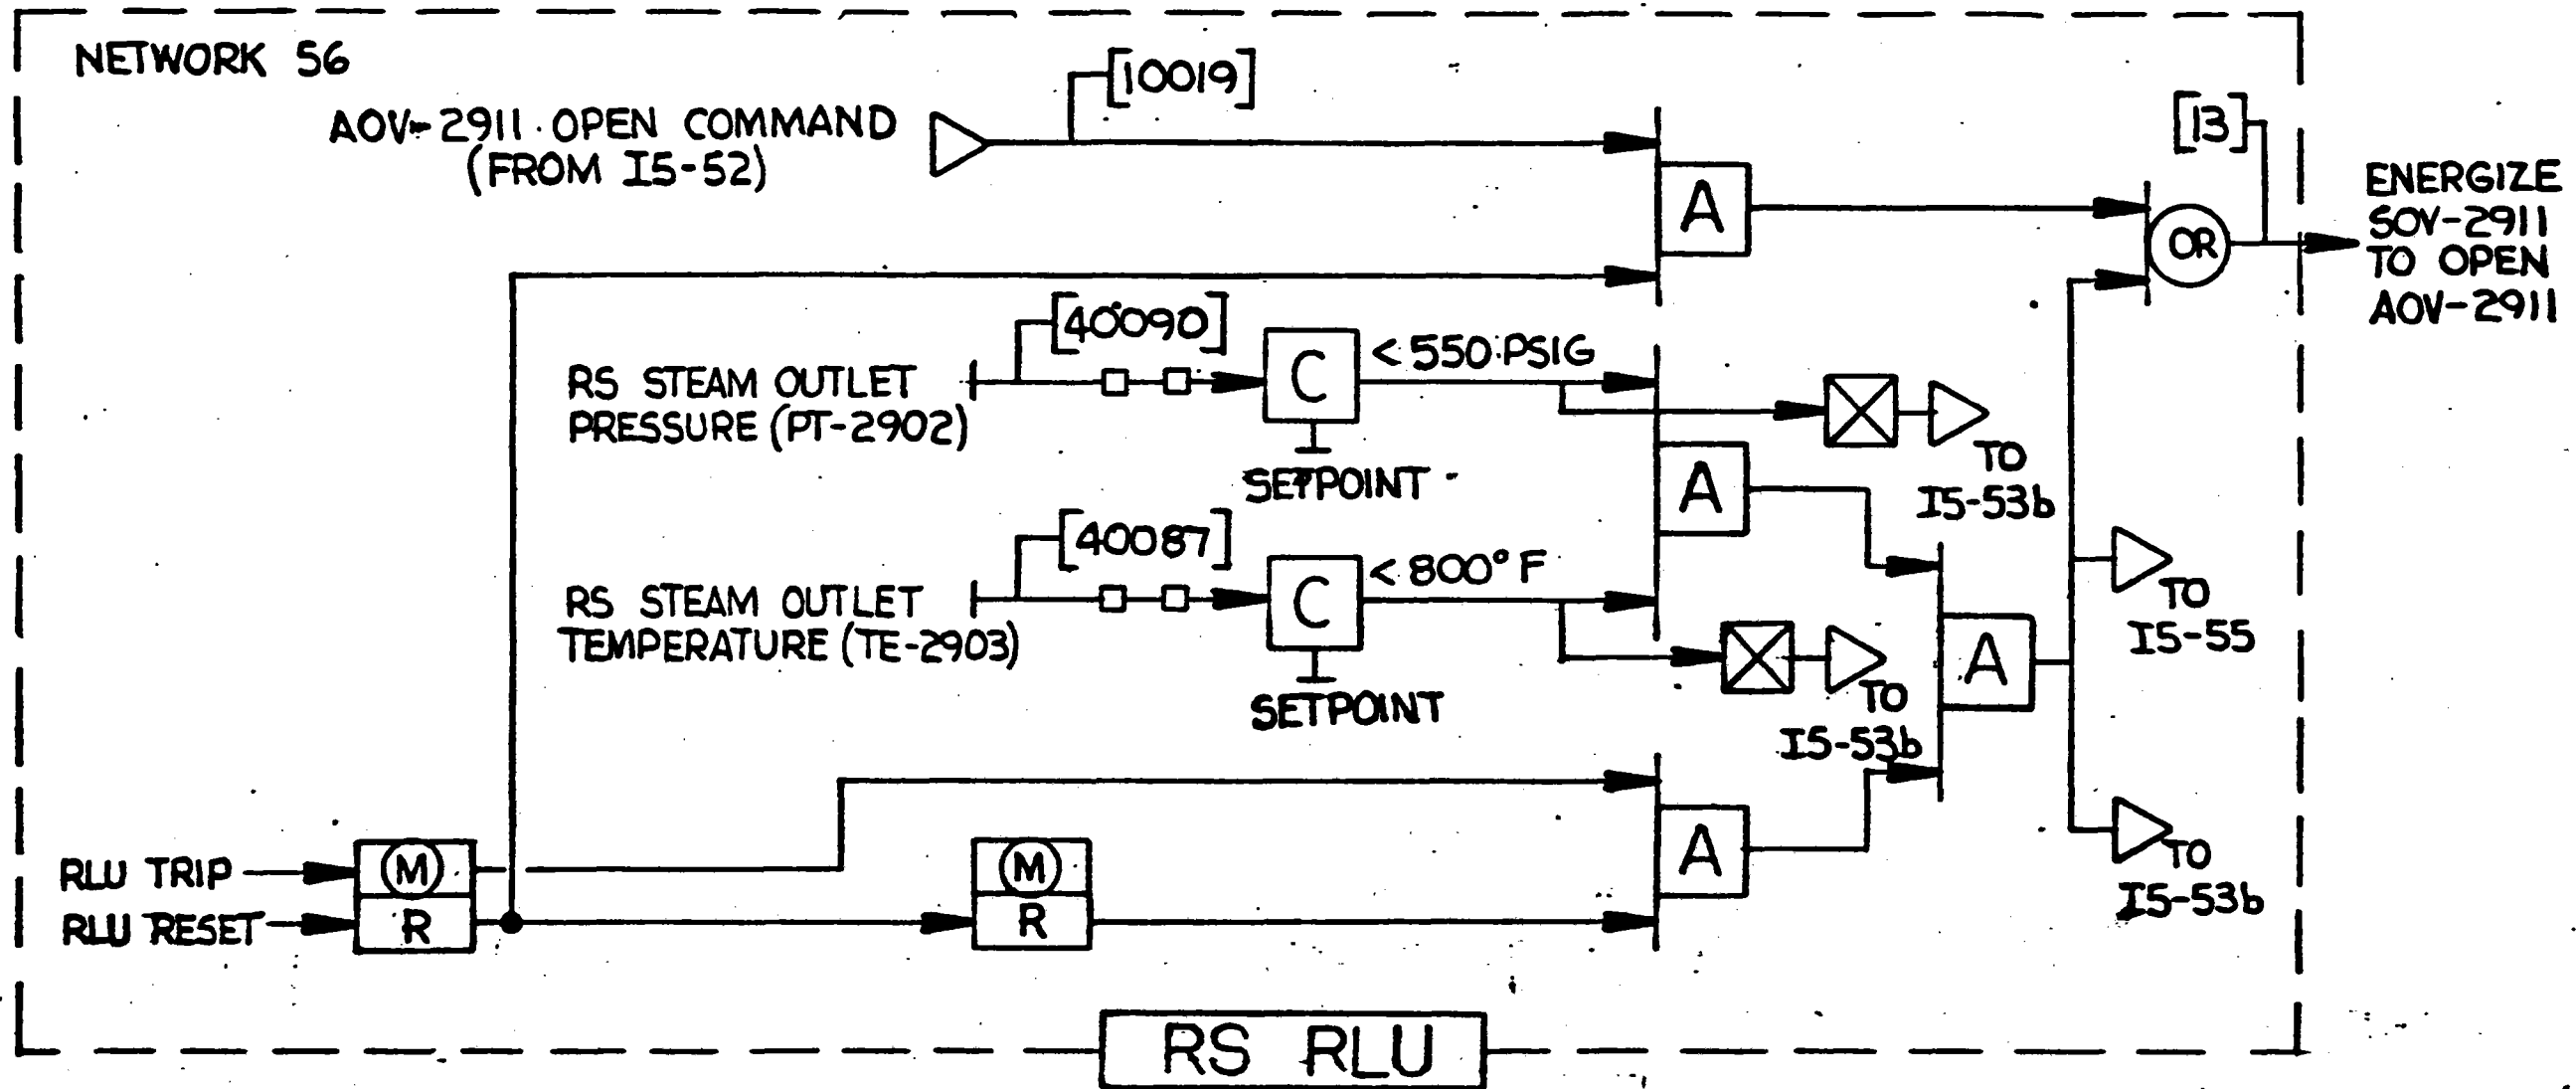 NETWORK 56
[10019]
AOV-2911 OPEN COMMAND
(FROM I5-52)
A
[13]
OR
ENERGIZE
SOV-2911
TO OPEN
AOV-2911
[40090]
RS STEAM OUTLET
PRESSURE (PT-2902)
C
< 550 PSIG
SETPOINT
A
TO
I5-53b
[40087]
RS STEAM OUTLET
TEMPERATURE (TE-2903)
C
< 800° F
SETPOINT
TO
I5-53b
A
TO
I5-55
RLU TRIP
M
RLU RESET
R
M
R
A
TO
I5-53b
RS RLU